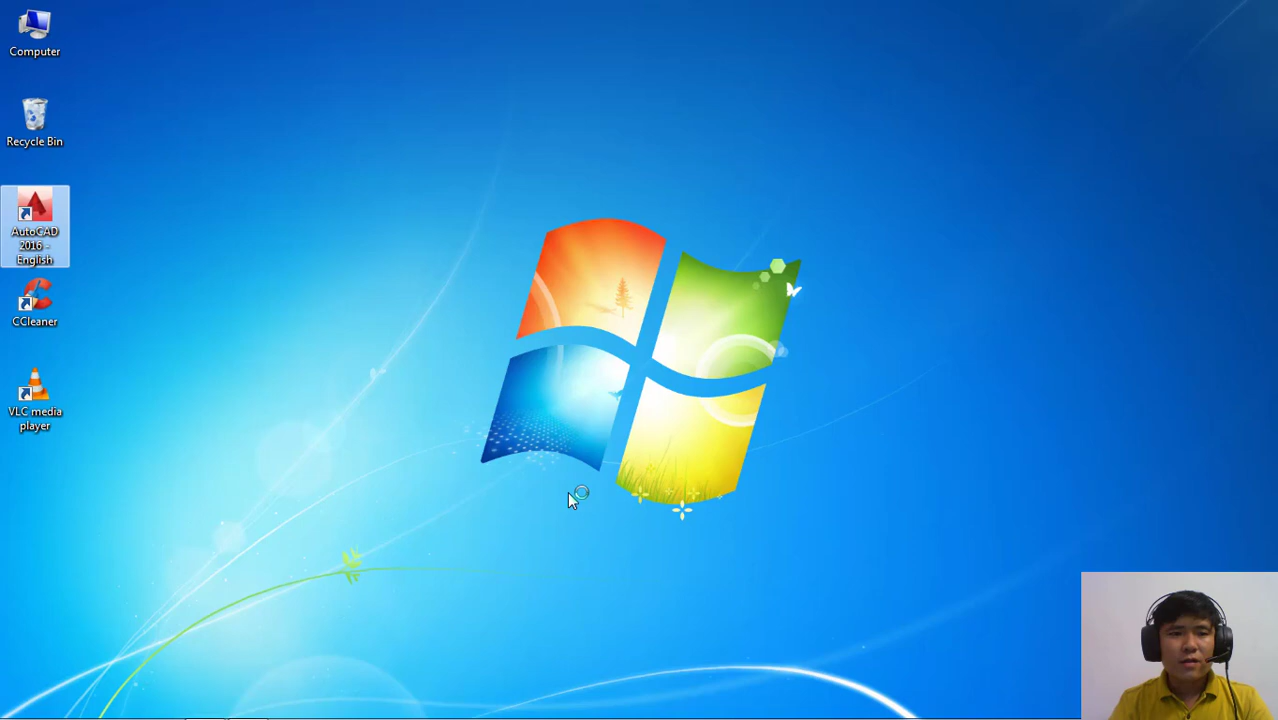 Computer
Recycle Bin
AutoCAD
2016 -
English
CCleaner
VLC media
player